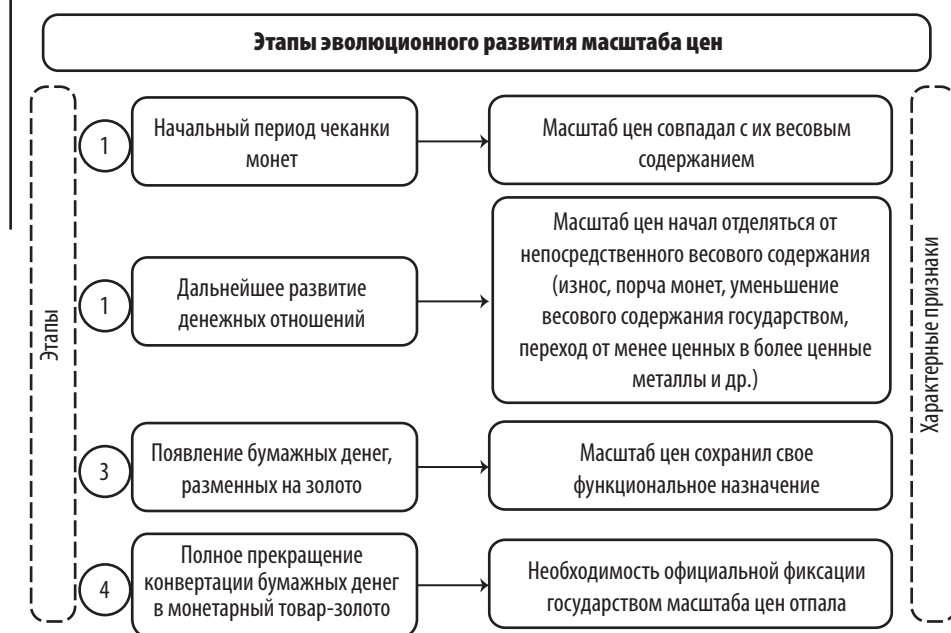 Этапы эволюционного развития масштаба цен
Этапы
1
Начальный период чеканки
монет
Масштаб цен совпадал с их весовым
содержанием
1
Дальнейшее развитие
денежных отношений
Масштаб цен начал отделяться от
непосредственного весового содержания
(износ, порча монет, уменьшение
весового содержания государством,
переход от менее ценных в более ценные
металлы и др.)
3
Появление бумажных денег,
разменных на золото
Масштаб цен сохранил свое
функциональное назначение
4
Полное прекращение
конвертации бумажных денег
в монетарный товар-золото
Необходимость официальной фиксации
государством масштаба цен отпала
Характерные признаки